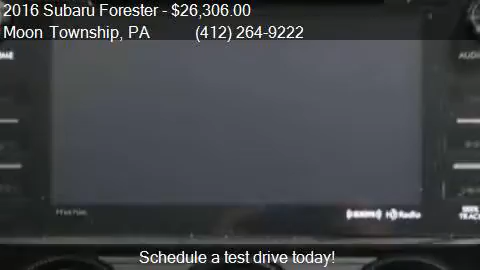 2016 Subaru Forester - $26,306.00
Moon Township, PA (412) 264-9222
HD Radio
Schedule a test drive today!